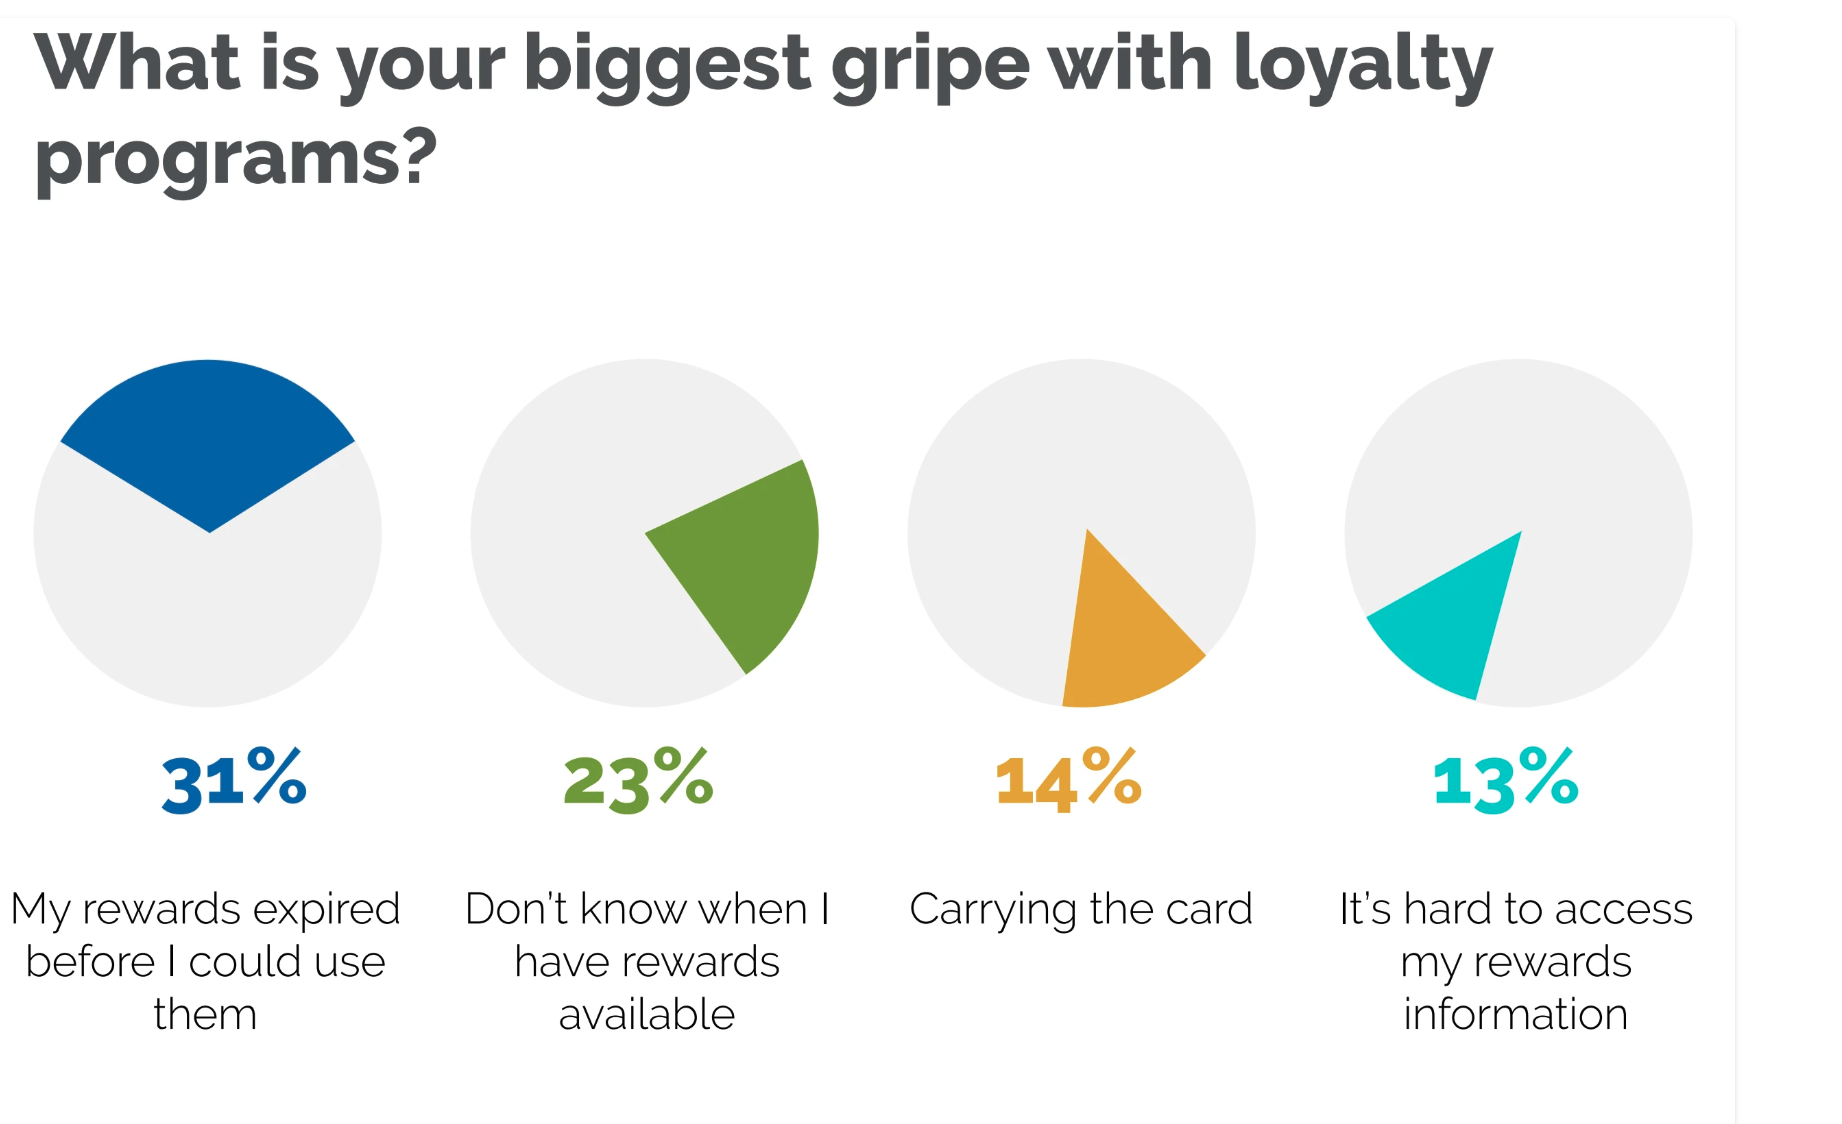 What is your biggest gripe with loyalty
programs?
31%
23%
14%
13%
My rewards expired
before I could use
them
Don't know when I
have rewards
available
Carrying the card
It's hard to access
my rewards
information